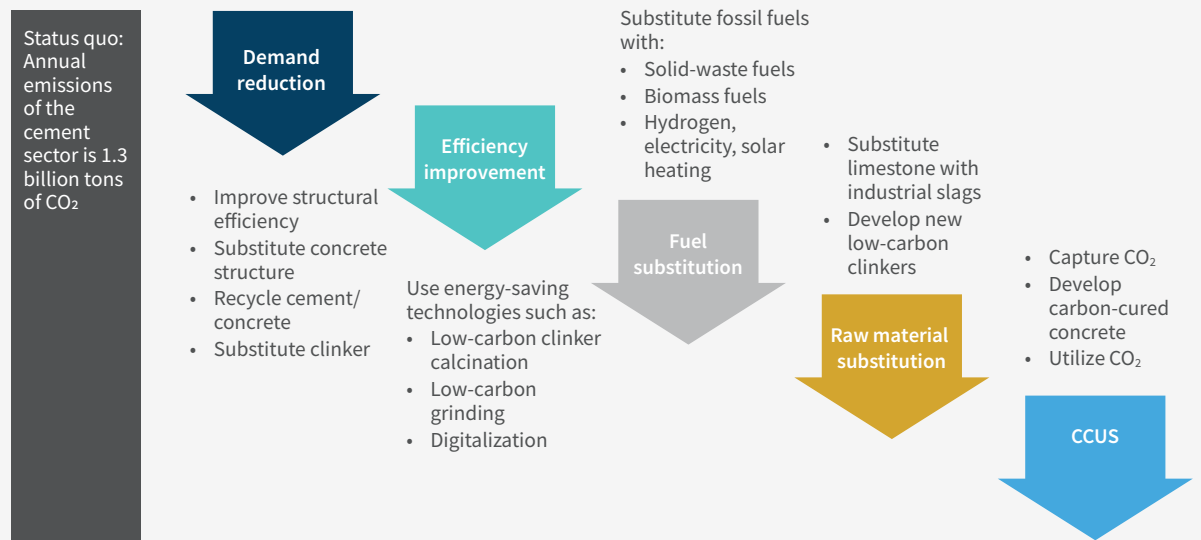 Status quo:
Annual
emissions
of the
cement
sector is 1.3
billion tons
of CO₂
Demand
reduction
• Improve structural
efficiency
• Substitute concrete
structure
• Recycle cement/
concrete
• Substitute clinker
Efficiency
improvement
Use energy-saving
technologies such as:
• Low-carbon clinker
calcination
• Low-carbon
grinding
• Digitalization
Substitute fossil fuels
with:
• Solid-waste fuels
• Biomass fuels
• Hydrogen,
electricity, solar
heating
Fuel
substitution
• Substitute
limestone with
industrial slags
• Develop new
low-carbon
clinkers
Raw material
substitution
• Capture CO₂
• Develop
carbon-cured
concrete
• Utilize CO₂
CCUS